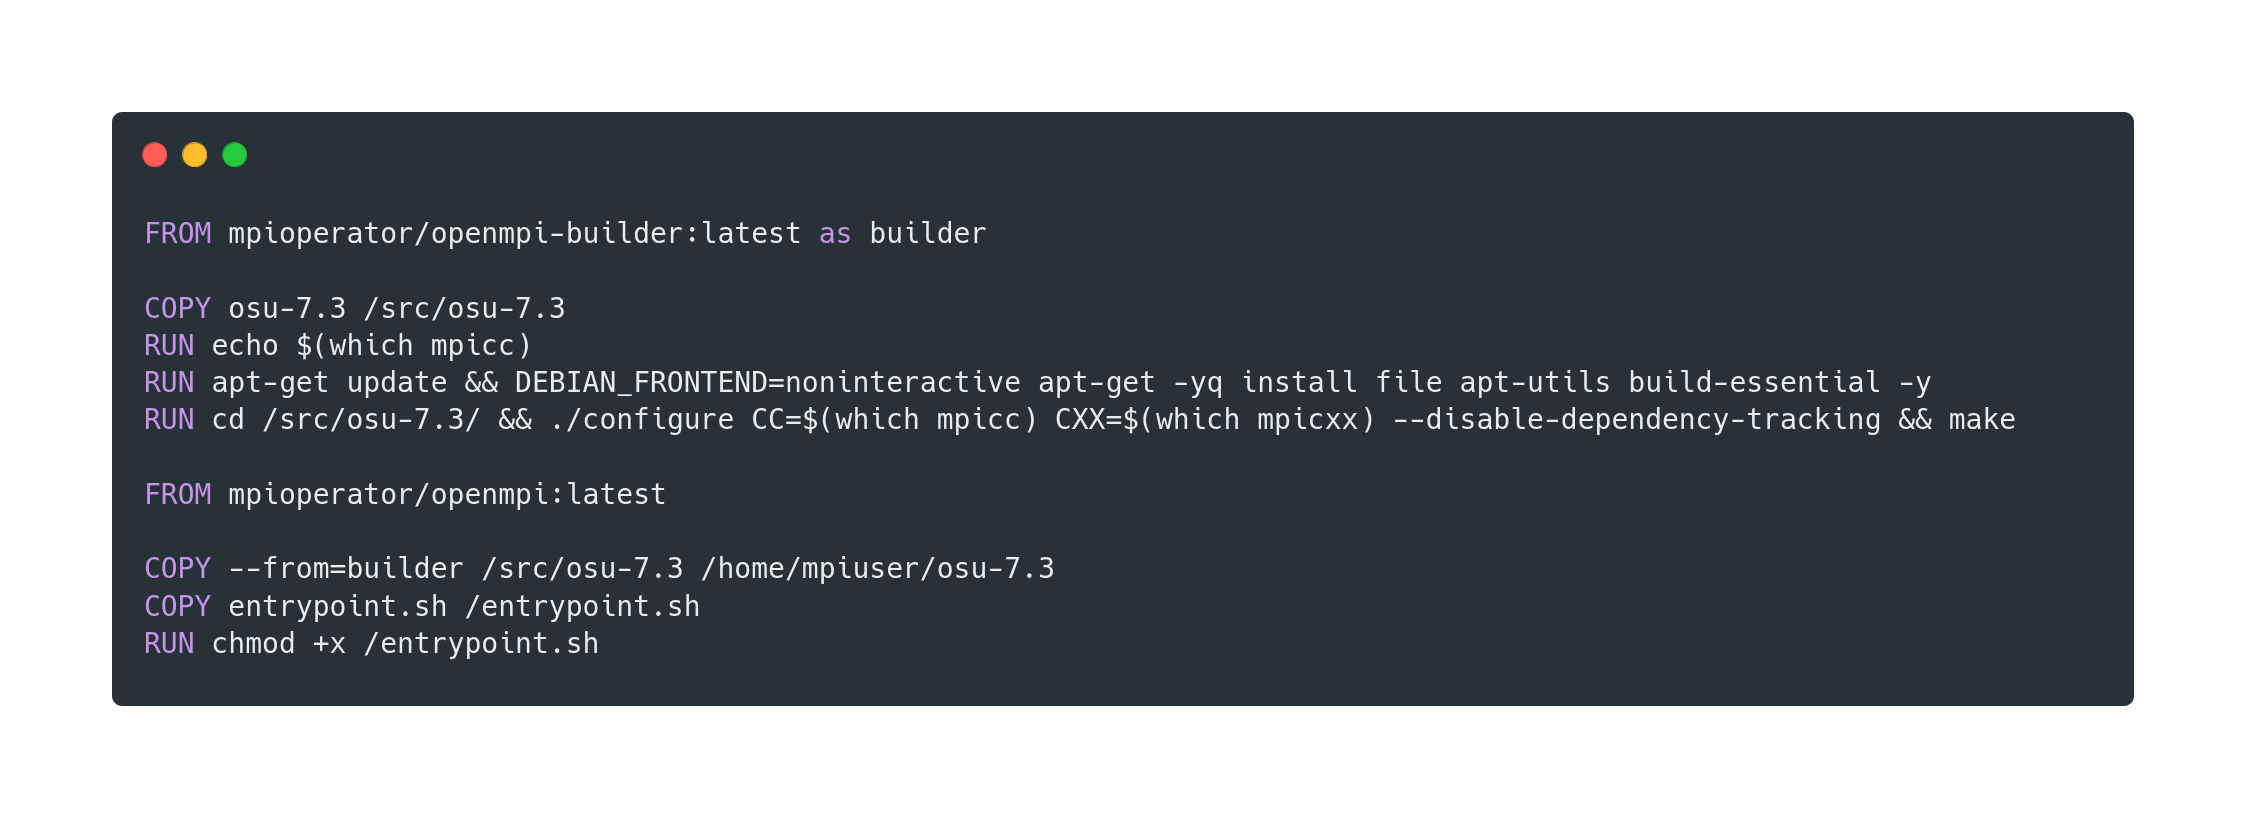 FROM mpioperator/openmpi-builder:latest as builder
COPY osu-7.3 /src/osu-7.3
RUN echo $(which mpicc)
RUN apt-get update && DEBIAN_FRONTEND=noninteractive apt-get -yq install file apt-utils build-essential -y
RUN cd /src/osu-7.3/ && ./configure CC=$(which mpicc) CXX=$(which mpicxx) --disable-dependency-tracking && make
FROM mpioperator/openmpi:latest
COPY --from=builder /src/osu-7.3 /home/mpiuser/osu-7.3
COPY entrypoint.sh /entrypoint.sh
RUN chmod +x /entrypoint.sh